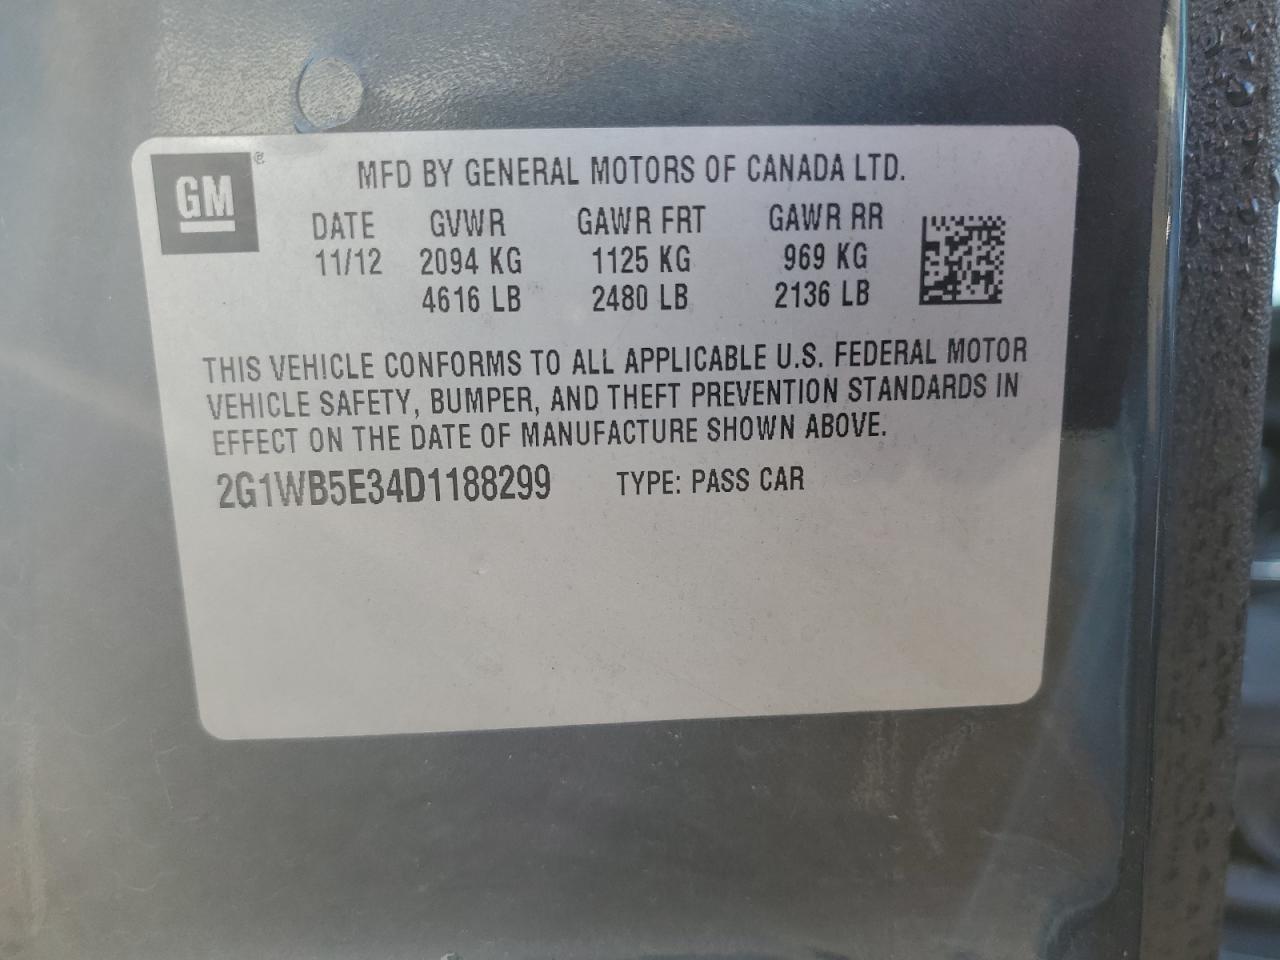 GM ®
MFD BY GENERAL MOTORS OF CANADA LTD.
DATE GVWR GAWR FRT GAWR RR
11/12 2094 KG 1125 KG 969 KG
4616 LB 2480 LB 2136 LB
THIS VEHICLE CONFORMS TO ALL APPLICABLE U.S. FEDERAL MOTOR
VEHICLE SAFETY, BUMPER, AND THEFT PREVENTION STANDARDS IN
EFFECT ON THE DATE OF MANUFACTURE SHOWN ABOVE.
2G1WB5E34D1188299 TYPE: PASS CAR